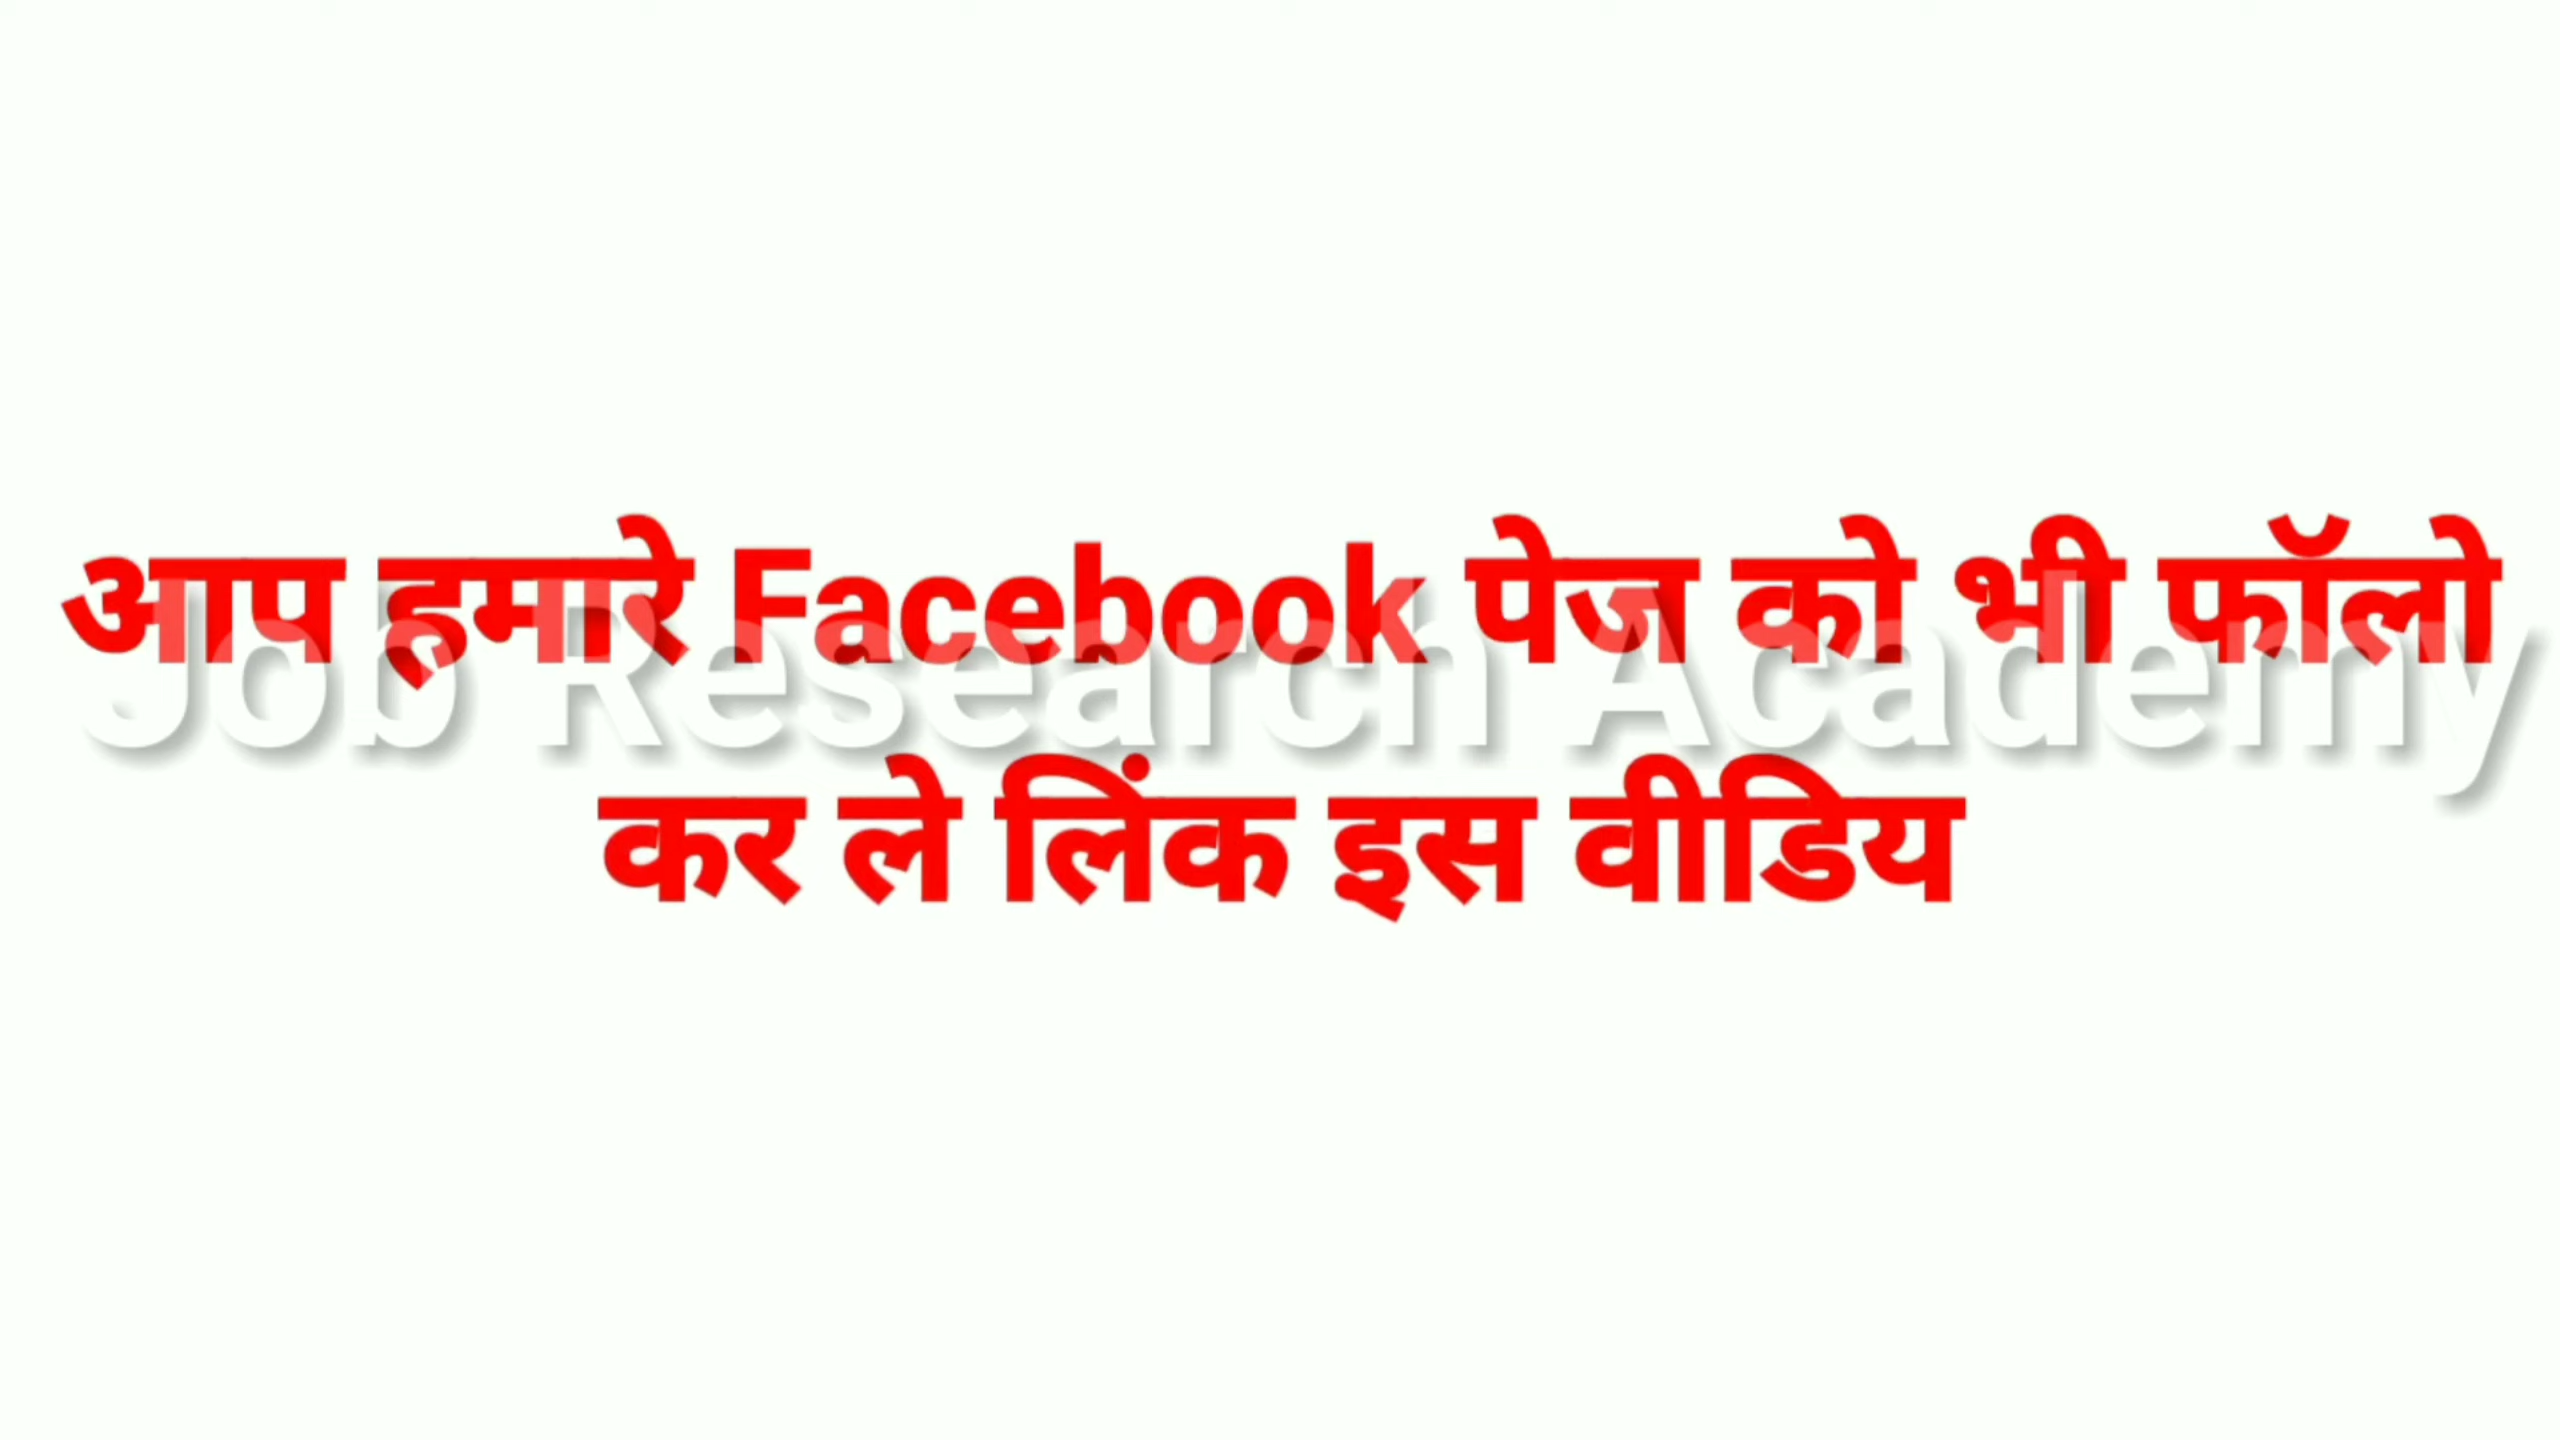 आप हमारे Facebook पेज को भी फॉलो
Job Research Academy
कर ले लिंक इस वीडिय